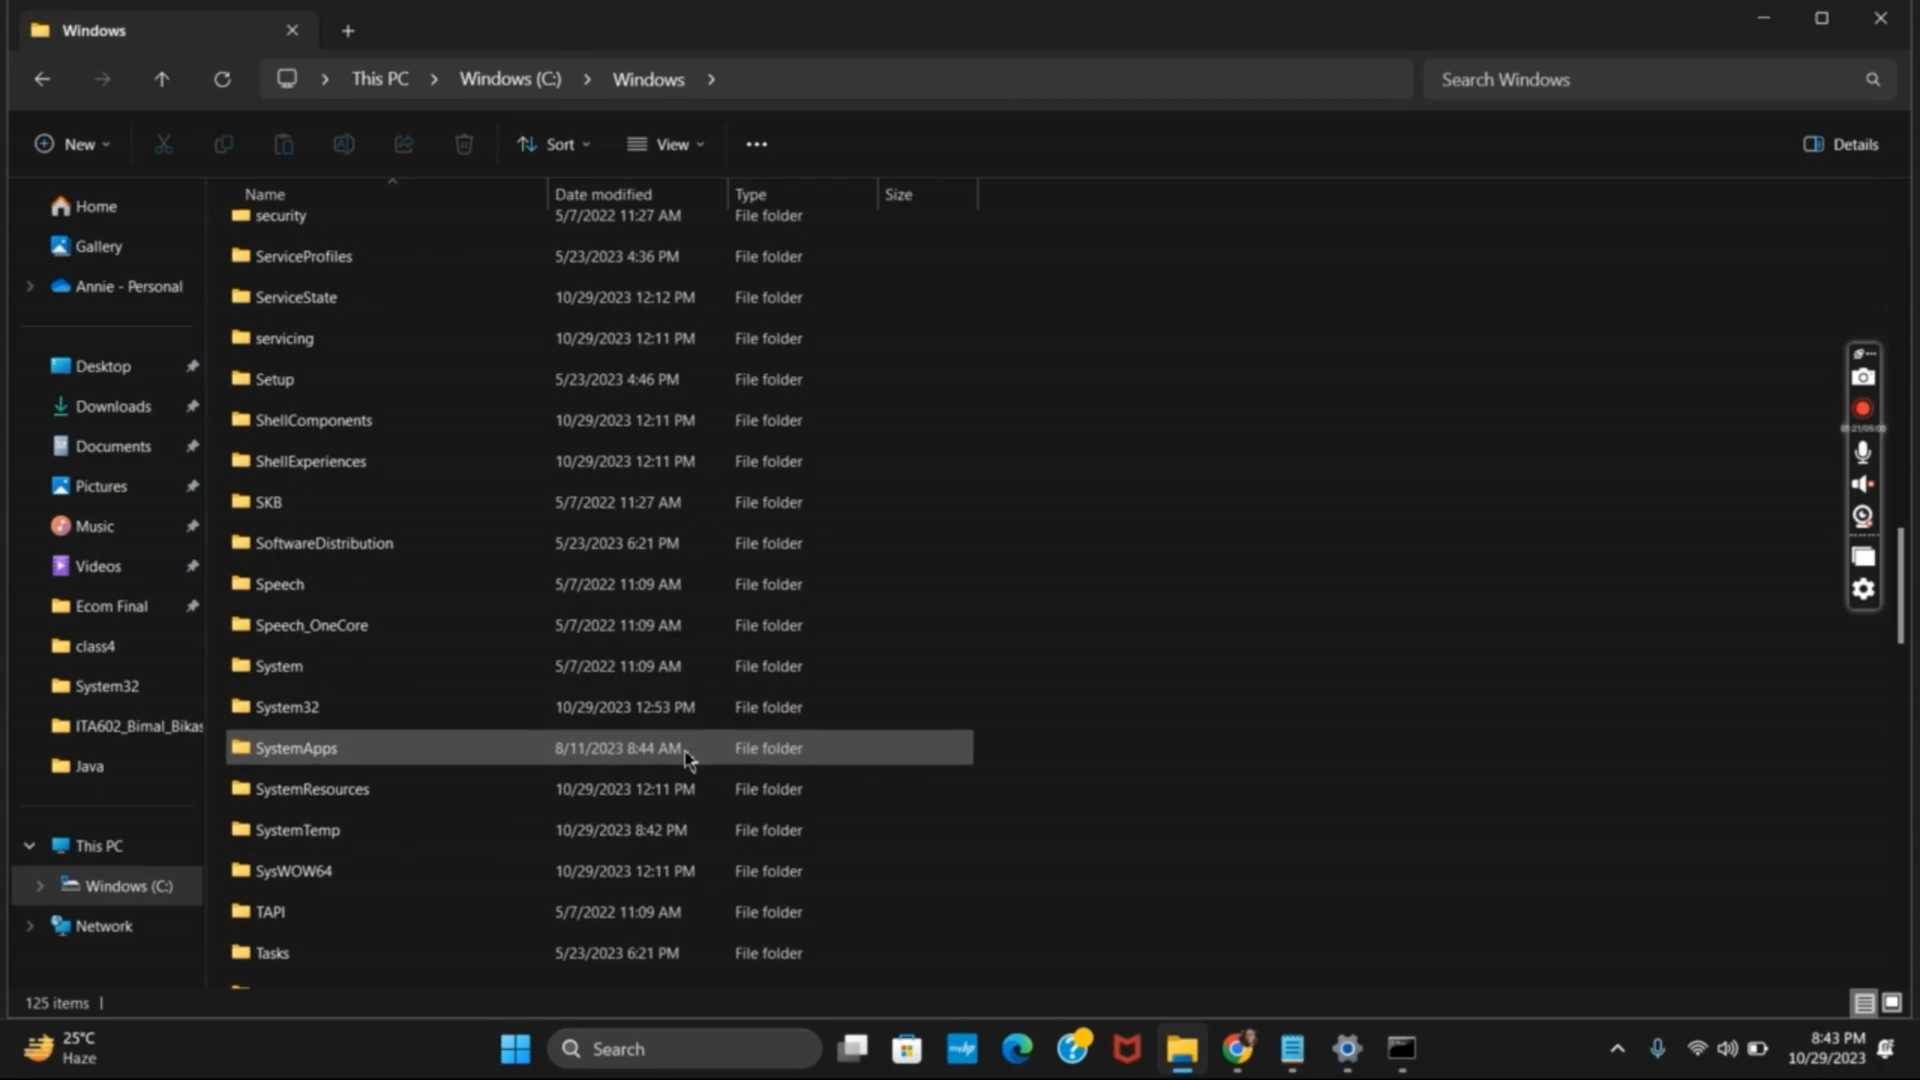 Windows
This PC
Windows (C:)
Windows
Search Windows
New
Sort
View
Details
Name
Date modified
Type
Size
Home
Gallery
Annie - Personal
Desktop
Downloads
Documents
Pictures
Music
Videos
Ecom Final
class4
System32
ITA602_Bimal_Bikas
Java
This PC
Windows (C:)
Network
security 5/7/2022 11:27 AM File folder
ServiceProfiles 5/23/2023 4:36 PM File folder
ServiceState 10/29/2023 12:12 PM File folder
servicing 10/29/2023 12:11 PM File folder
Setup 5/23/2023 4:46 PM File folder
ShellComponents 10/29/2023 12:11 PM File folder
ShellExperiences 10/29/2023 12:11 PM File folder
SKB 5/7/2022 11:27 AM File folder
SoftwareDistribution 5/23/2023 6:21 PM File folder
Speech 5/7/2022 11:09 AM File folder
Speech_OneCore 5/7/2022 11:09 AM File folder
System 5/7/2022 11:09 AM File folder
System32 10/29/2023 12:53 PM File folder
SystemApps 8/11/2023 8:44 AM File folder
SystemResources 10/29/2023 12:11 PM File folder
SystemTemp 10/29/2023 8:42 PM File folder
SysWOW64 10/29/2023 12:11 PM File folder
TAPI 5/7/2022 11:09 AM File folder
Tasks 5/23/2023 6:21 PM File folder
125 items
25°C
Haze
Search
8:43 PM
10/29/2023